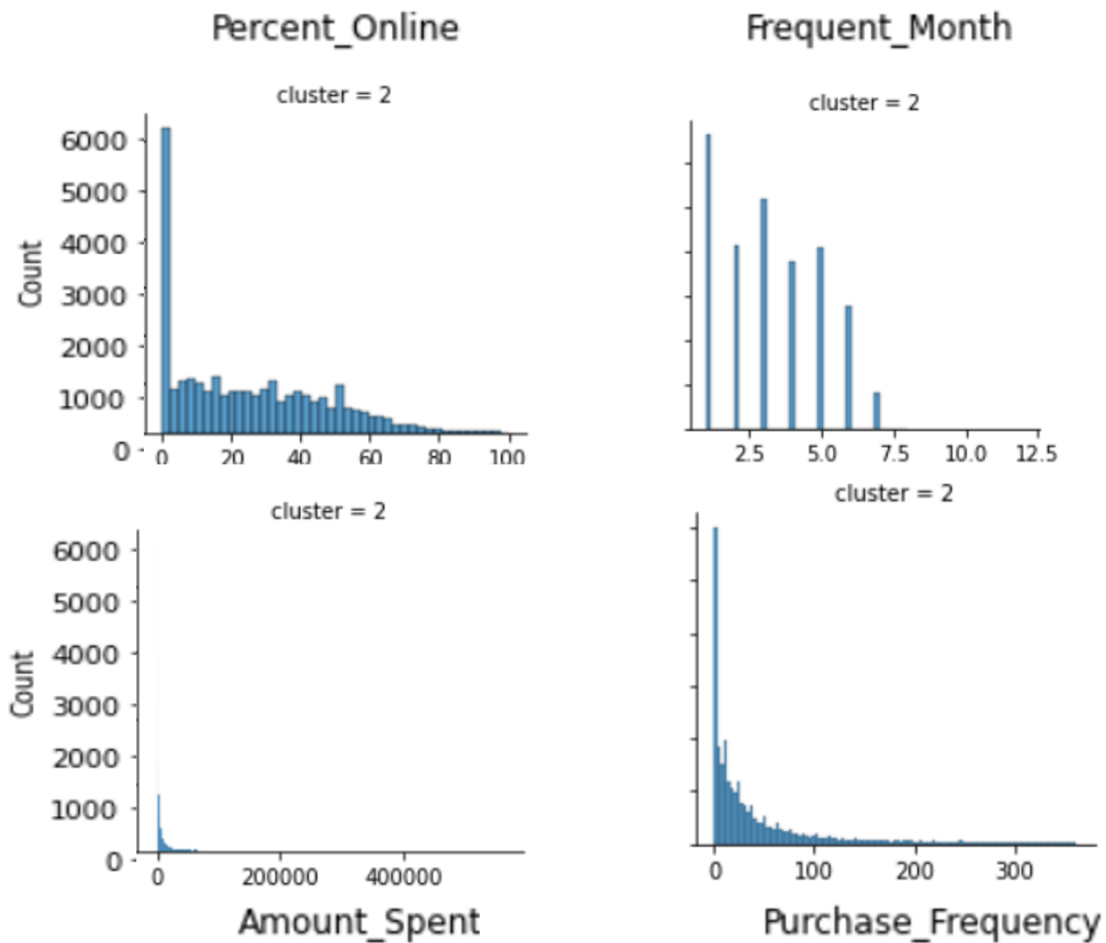 Percent_Online
Frequent_Month
cluster = 2
cluster = 2
Count
6000
5000
4000
3000
2000
1000
0
0 20 40 60 80 100
2.5 5.0 7.5 10.0 12.5
cluster = 2
cluster = 2
Count
6000
5000
4000
3000
2000
1000
0
0 200000 400000
0 100 200 300
Amount_Spent
Purchase_Frequency